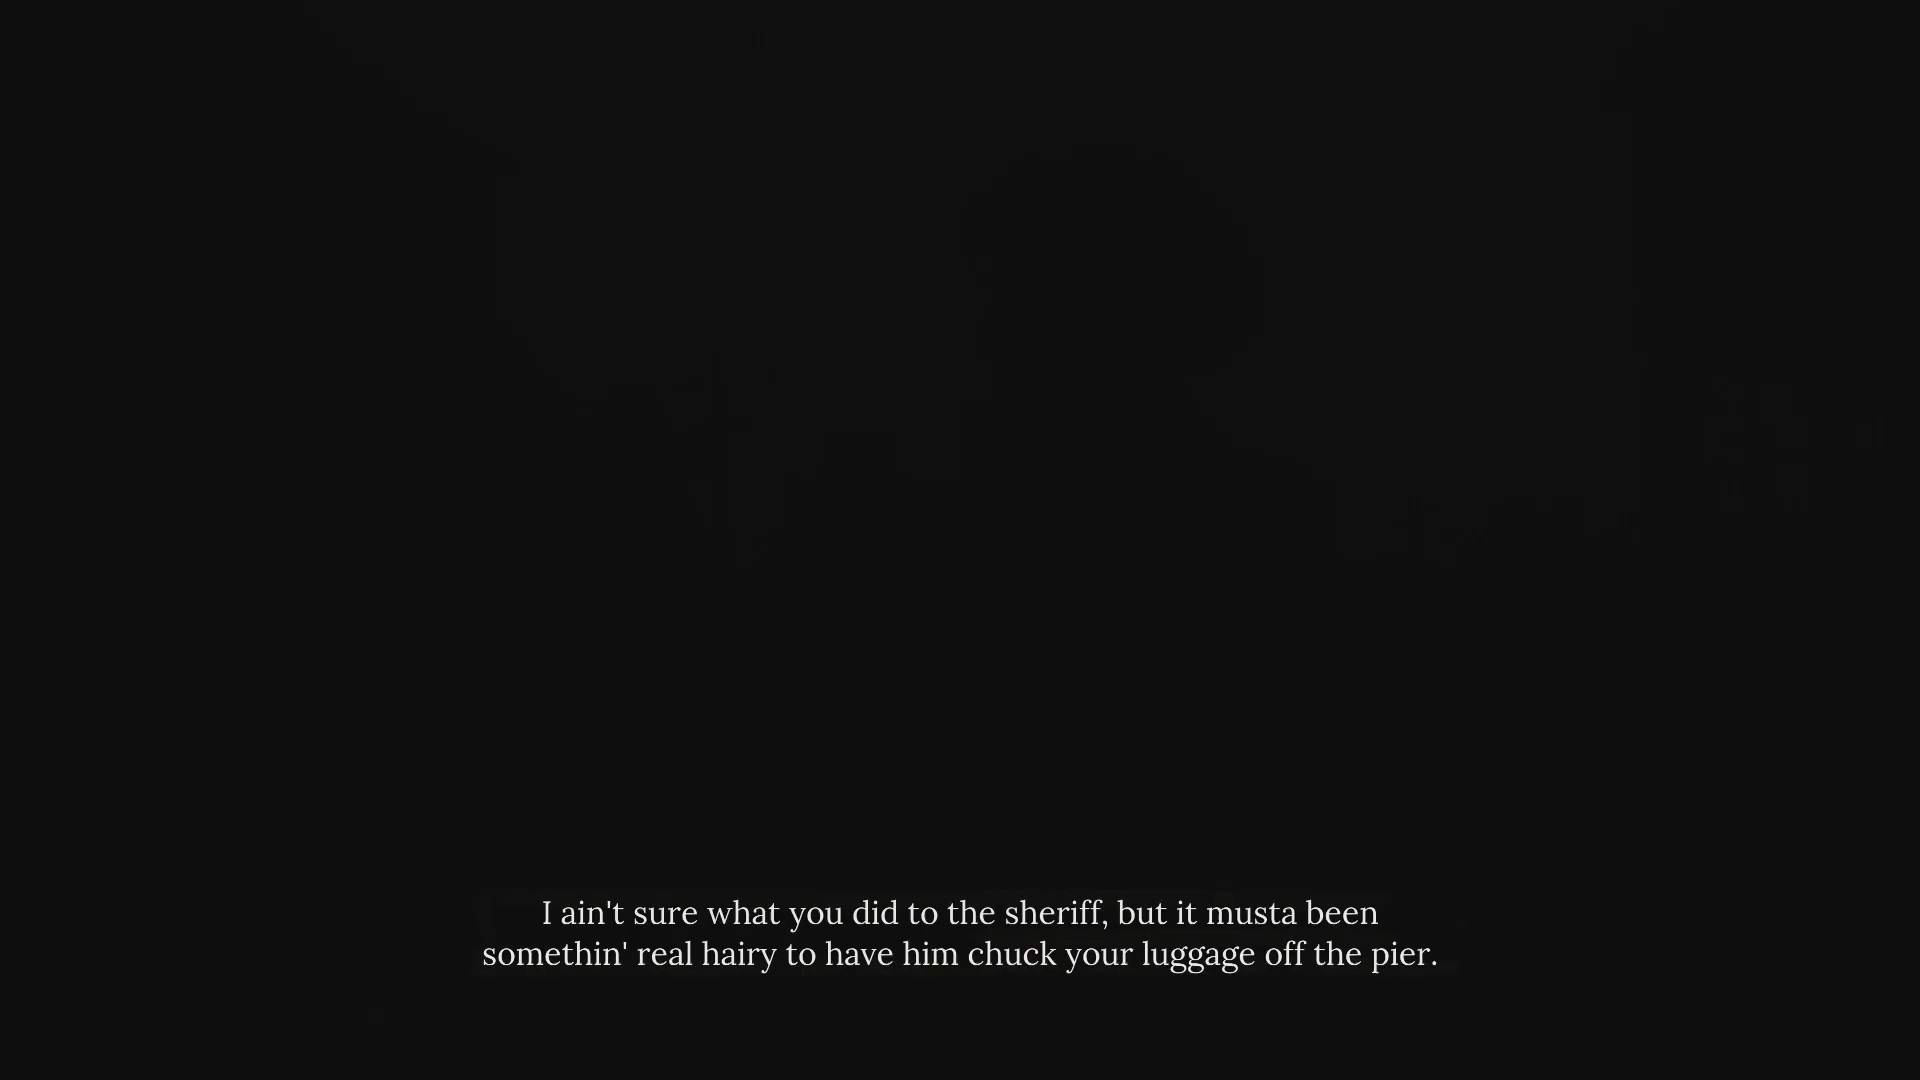 I ain't sure what you did to the sheriff, but it musta been
somethin' real hairy to have him chuck your luggage off the pier.